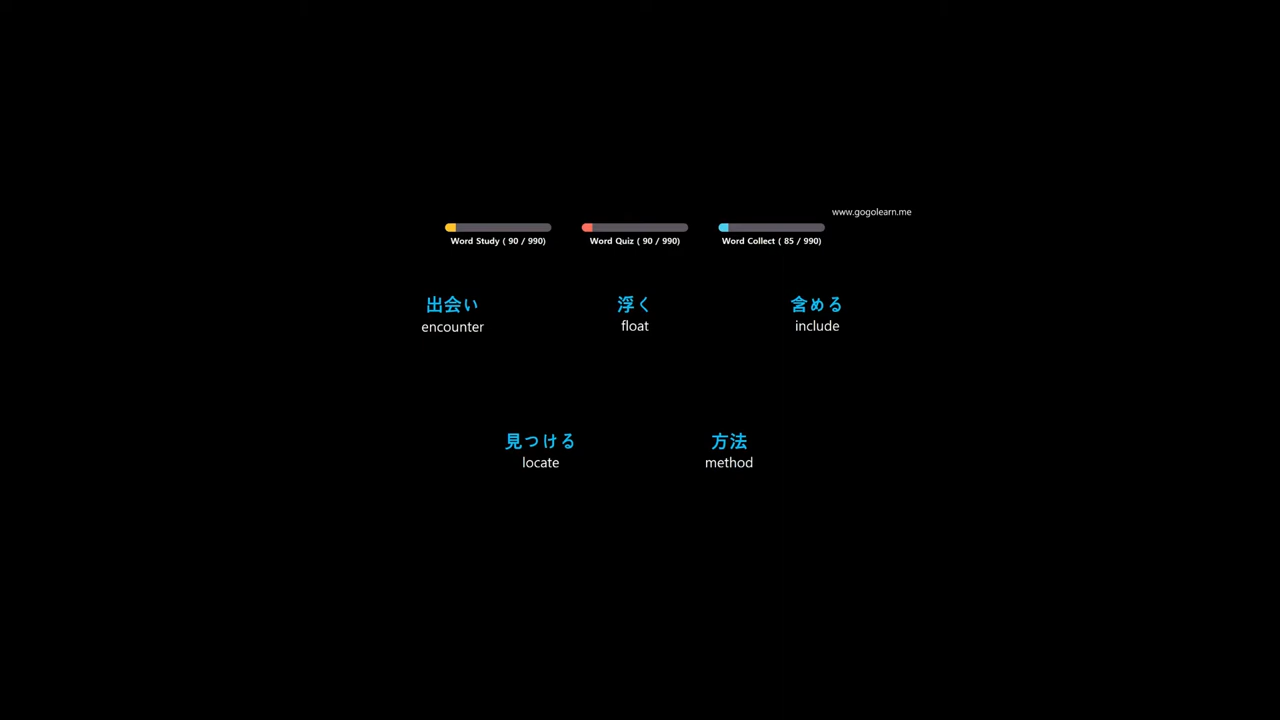 www.gogolearn.me
Word Study ( 90 / 990)
Word Quiz ( 90 / 990)
Word Collect ( 85 / 990)
出会い
encounter
浮く
float
含める
include
見つける
locate
方法
method